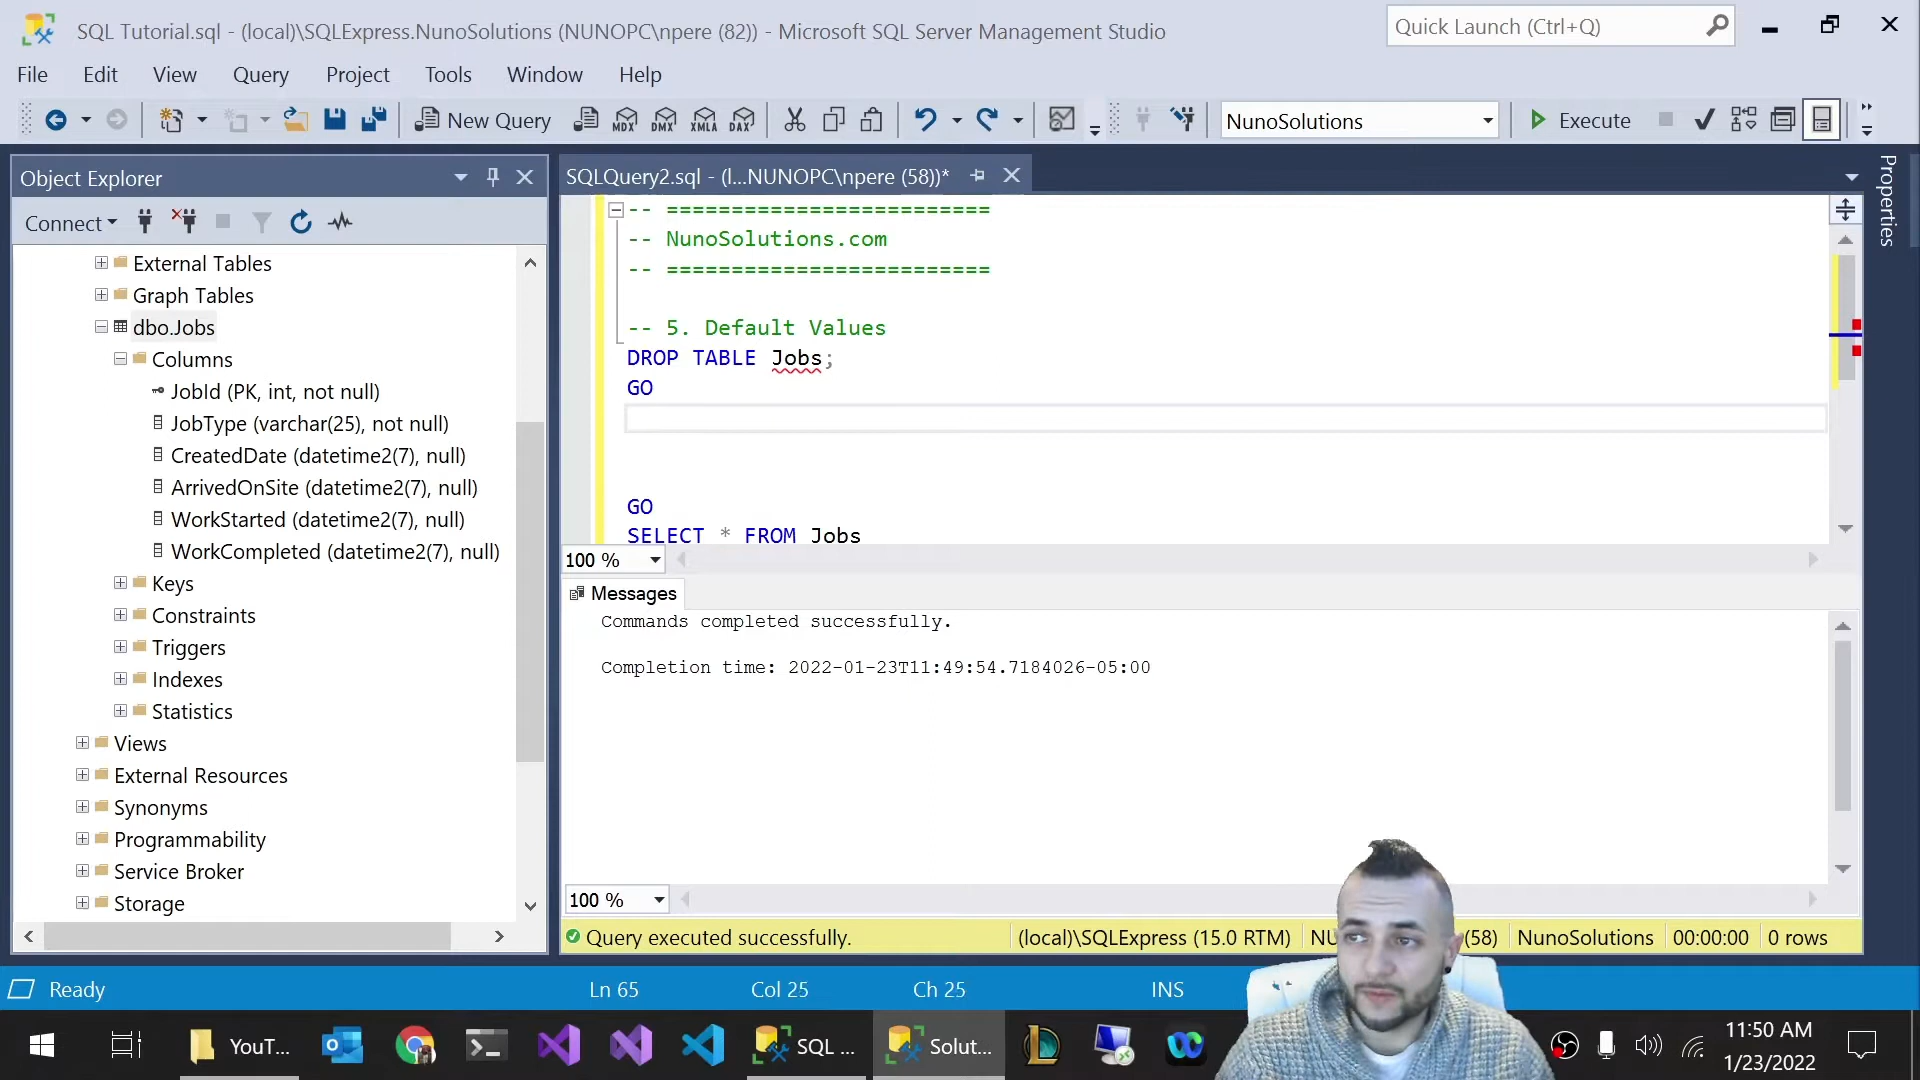 SQL Tutorial.sql - (local)\SQLExpress.NunoSolutions (NUNOPC\npere (82)) - Microsoft SQL Server Management Studio
Quick Launch (Ctrl+Q)
File Edit View Query Project Tools Window Help
New Query
MDX DMX XMLA DAX
NunoSolutions
Execute
Object Explorer
Connect
External Tables
Graph Tables
dbo.Jobs
Columns
JobId (PK, int, not null)
JobType (varchar(25), not null)
CreatedDate (datetime2(7), null)
ArrivedOnSite (datetime2(7), null)
WorkStarted (datetime2(7), null)
WorkCompleted (datetime2(7), null)
Keys
Constraints
Triggers
Indexes
Statistics
Views
External Resources
Synonyms
Programmability
Service Broker
Storage
SQLQuery2.sql - (l...NUNOPC\npere (58))*
-- =========================
-- NunoSolutions.com
-- =========================
-- 5. Default Values
DROP TABLE Jobs;
GO
GO
SELECT * FROM Jobs
100 %
Messages
Commands completed successfully.
Completion time: 2022-01-23T11:49:54.7184026-05:00
100 %
Query executed successfully.
(local)\SQLExpress (15.0 RTM)
NU
(58)
NunoSolutions
00:00:00
0 rows
Properties
Ready
Ln 65
Col 25
Ch 25
INS
YouT...
SQL ...
Solut...
11:50 AM
1/23/2022